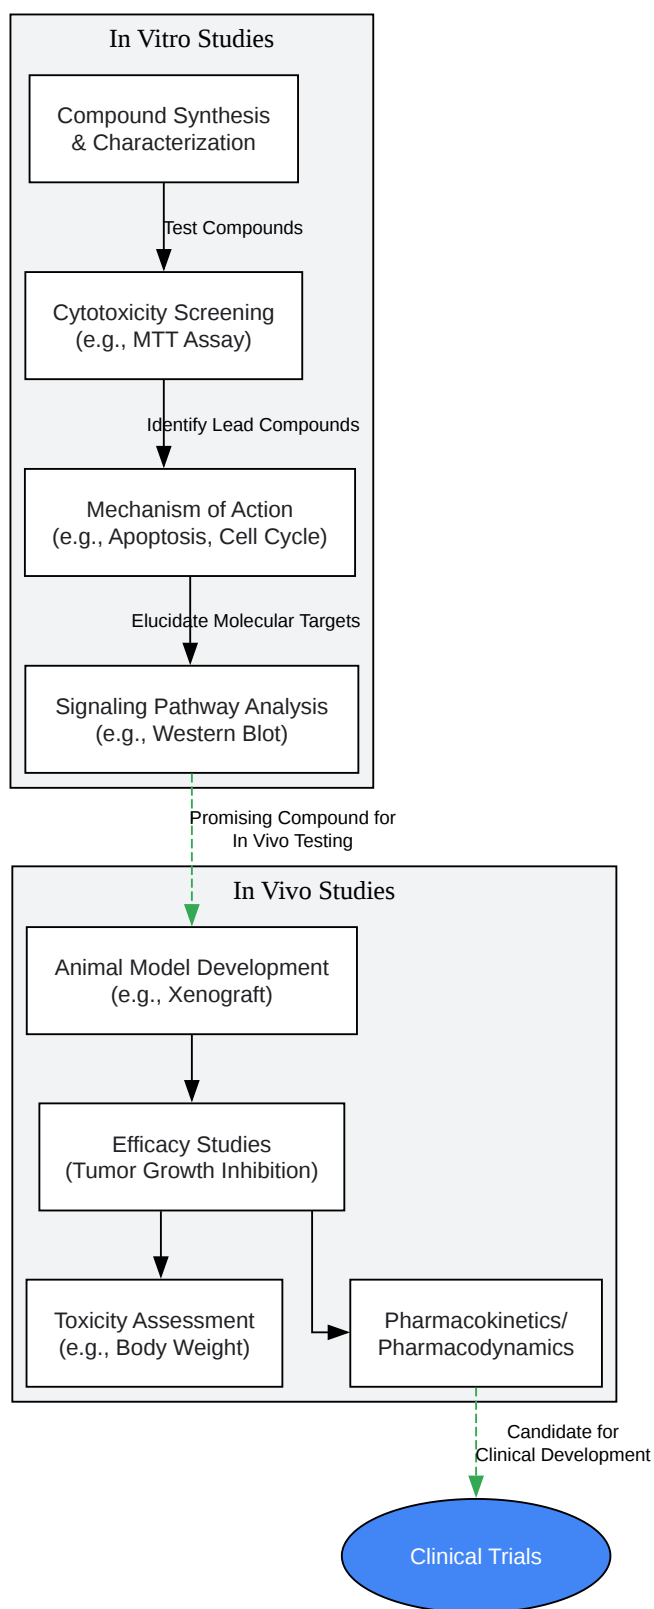 In Vitro Studies
Compound Synthesis
& Characterization
Test Compounds
Cytotoxicity Screening
(e.g., MTT Assay)
Identify Lead Compounds
Mechanism of Action
(e.g., Apoptosis, Cell Cycle)
Elucidate Molecular Targets
Signaling Pathway Analysis
(e.g., Western Blot)
Promising Compound for
In Vivo Testing
In Vivo Studies
Animal Model Development
(e.g., Xenograft)
Efficacy Studies
(Tumor Growth Inhibition)
Toxicity Assessment
(e.g., Body Weight)
Pharmacokinetics/
Pharmacodynamics
Candidate for
Clinical Development
Clinical Trials